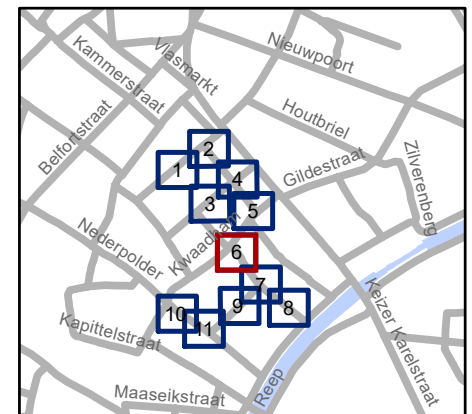 Nieuwpoort
Vlasmarkt
Kammerstraat
Belfortstraat
Houtbriel
Zilverenberg
Gildestraat
2
1
4
3
5
Kwaadham
6
Nederpolder
7
9
8
10
11
Kapittelstraat
Keizer Karelstraat
Reep
Maaseikstraat